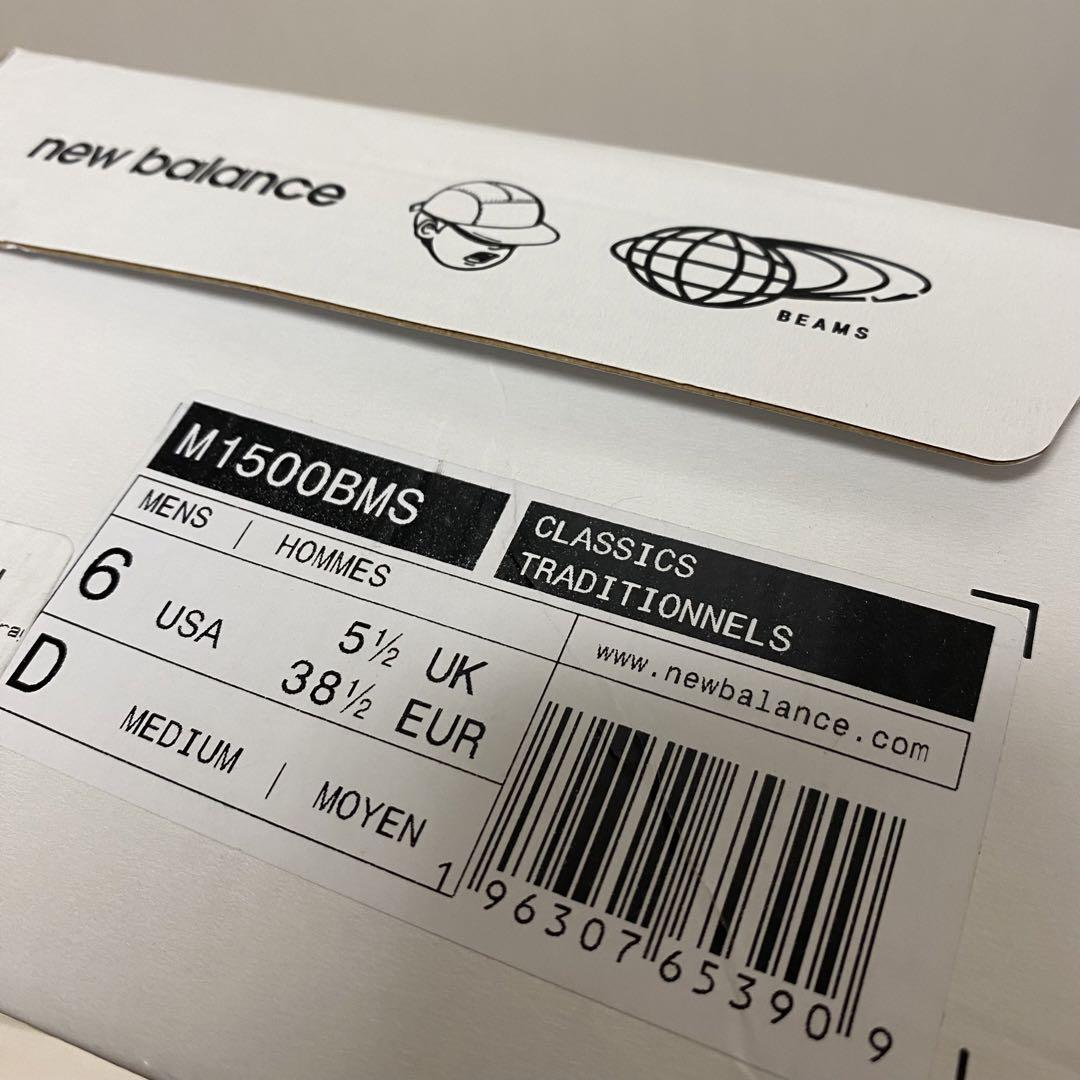 new balance
BEAMS
M1500BMS
CLASSICS
TRADITIONNELS
MENS | HOMMES
6 USA
5½ UK
38½ EUR
D
MEDIUM | MOYEN
www.newbalance.com
1 96307 65390 9